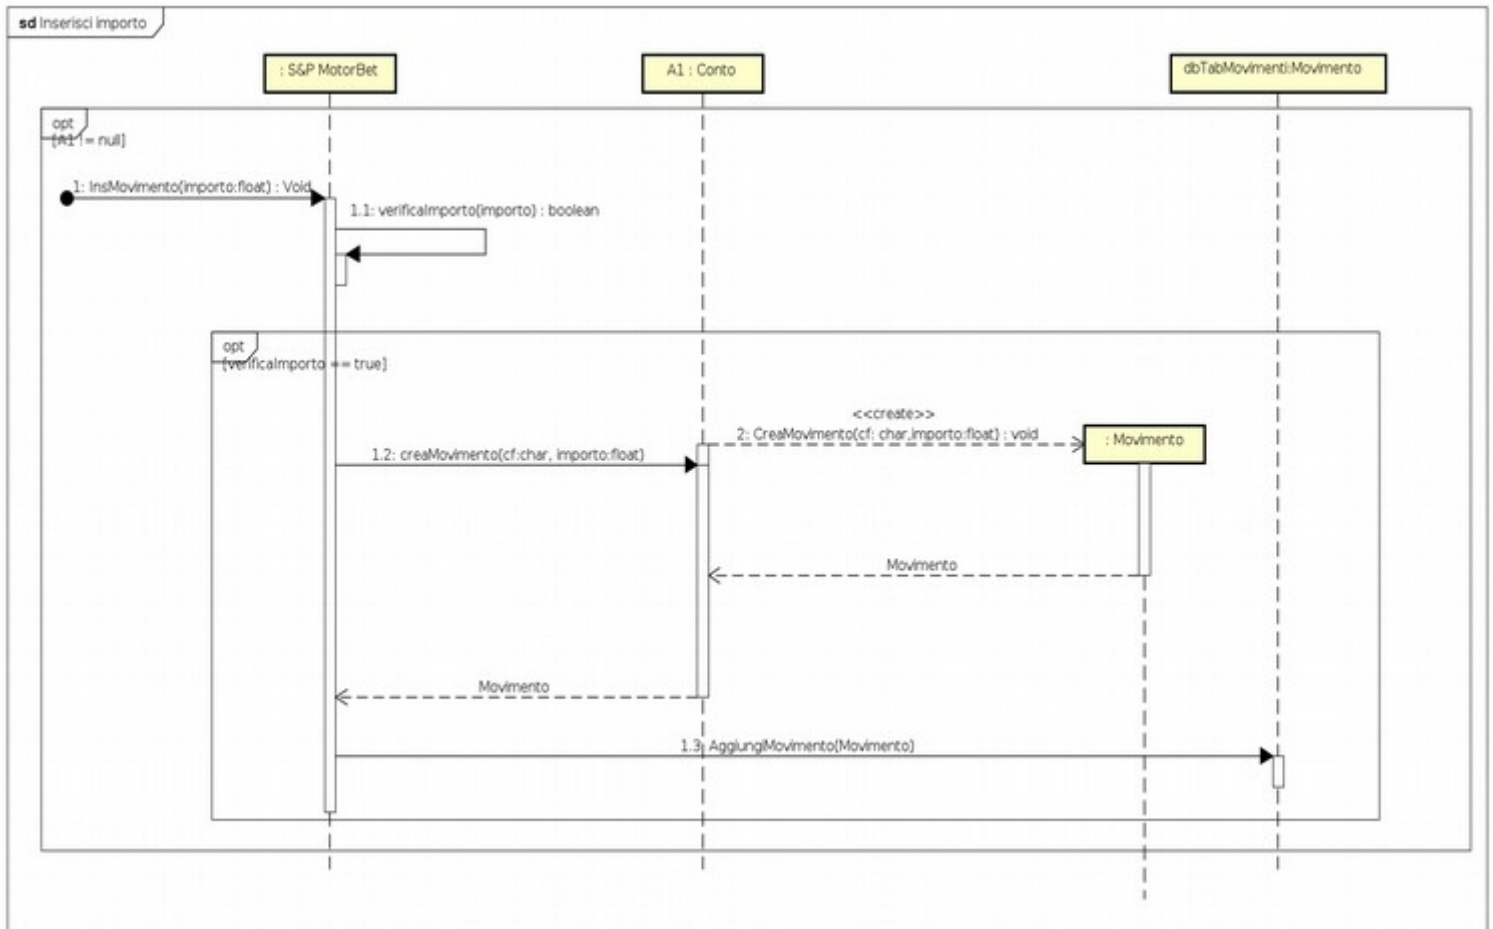 sd Inserisci importo
: S&P MotorBet
A1 : Conto
dbTabMovimenti:Movimento
opt
[A1 != null]
1: InsMovimento(importo:float) : Void
1.1: verificaImporto(importo) : boolean
opt
[verificaImporto == true]
<<create>>
2: CreaMovimento(cf: char,importo:float) : void
: Movimento
1.2: creaMovimento(cf:char, importo:float)
Movimento
Movimento
1.3: AggiungiMovimento(Movimento)